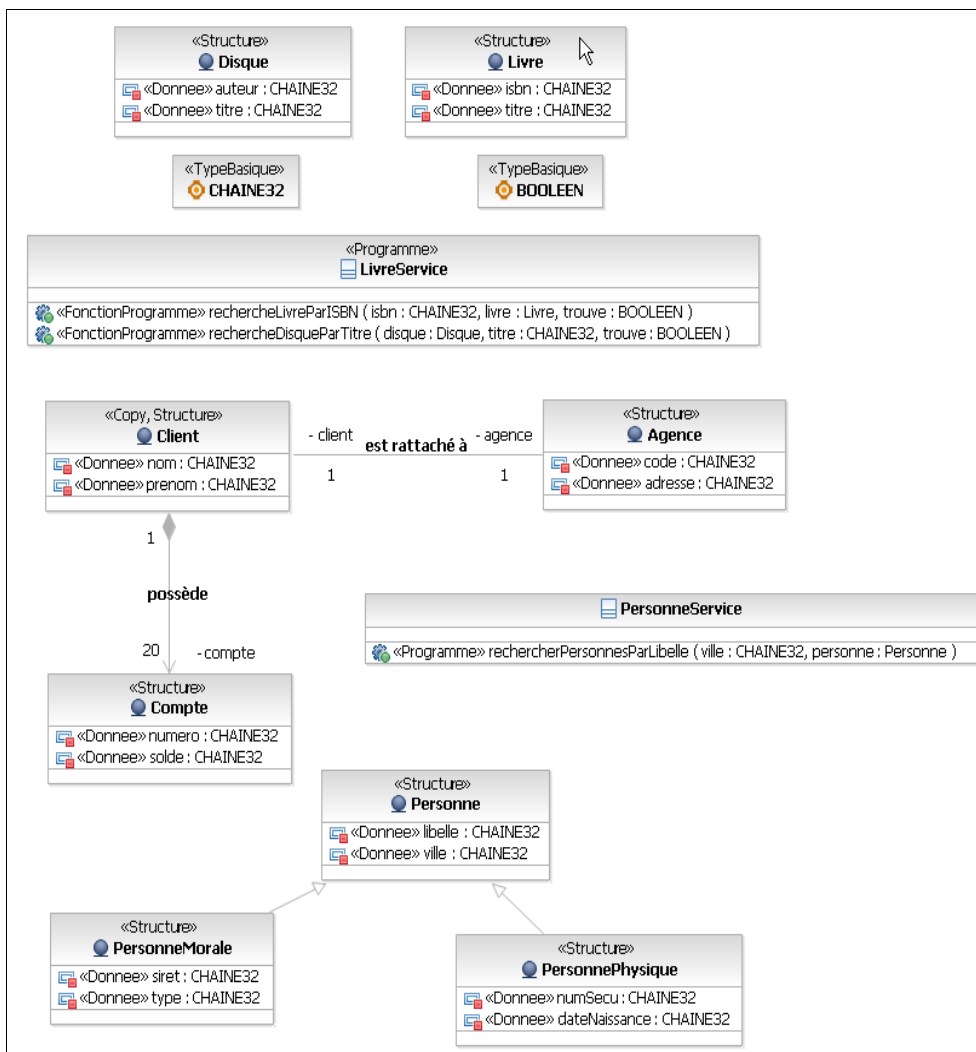 «Structure»
Disque
«Donnee» auteur : CHAINE32
«Donnee» titre : CHAINE32
«Structure»
Livre
«Donnee» isbn : CHAINE32
«Donnee» titre : CHAINE32
«TypeBasique»
CHAINE32
«TypeBasique»
BOOLEEN
«Programme»
LivreService
«FonctionProgramme» rechercheLivreParISBN ( isbn : CHAINE32, livre : Livre, trouve : BOOLEEN )
«FonctionProgramme» rechercheDisqueParTitre ( disque : Disque, titre : CHAINE32, trouve : BOOLEEN )
«Copy, Structure»
Client
«Donnee» nom : CHAINE32
«Donnee» prenom : CHAINE32
- client
est rattaché à
- agence
1
1
«Structure»
Agence
«Donnee» code : CHAINE32
«Donnee» adresse : CHAINE32
1
possède
20
- compte
PersonneService
«Programme» rechercherPersonnesParLibelle ( ville : CHAINE32, personne : Personne )
«Structure»
Compte
«Donnee» numero : CHAINE32
«Donnee» solde : CHAINE32
«Structure»
Personne
«Donnee» libelle : CHAINE32
«Donnee» ville : CHAINE32
«Structure»
PersonneMorale
«Donnee» siret : CHAINE32
«Donnee» type : CHAINE32
«Structure»
PersonnePhysique
«Donnee» numSecu : CHAINE32
«Donnee» dateNaissance : CHAINE32